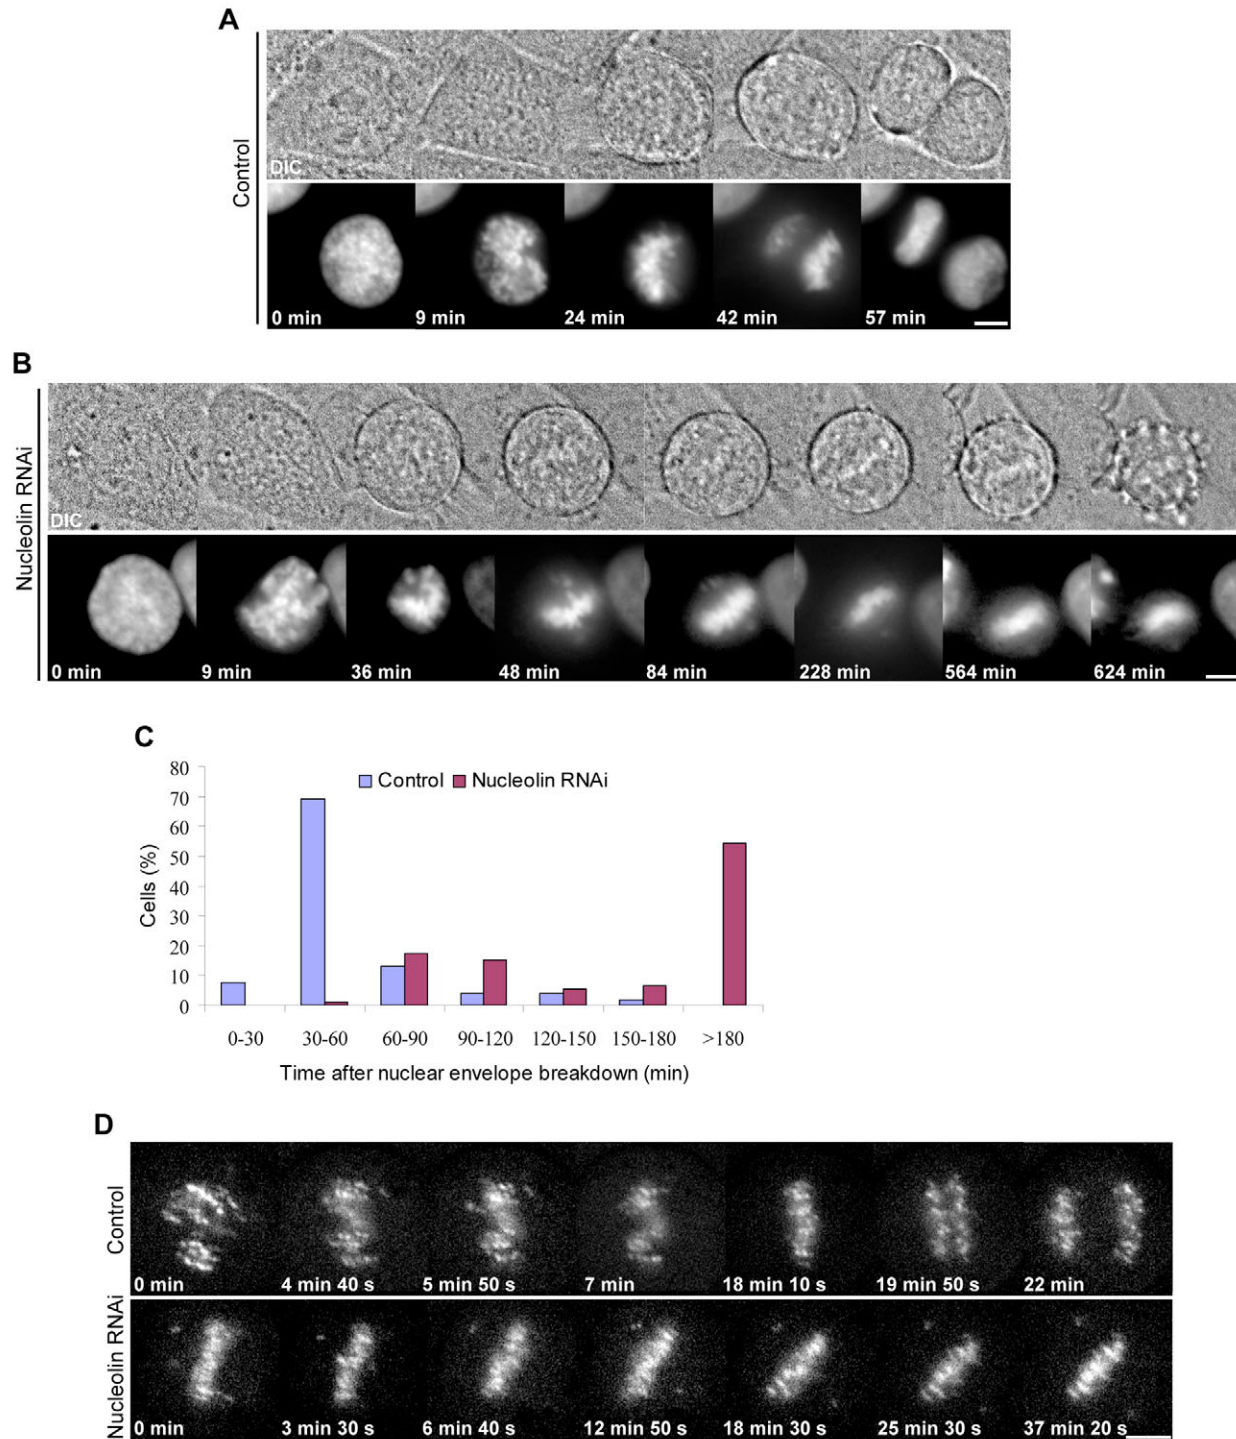 A
Control
DIC
0 min 9 min 24 min 42 min 57 min
B
Nucleolin RNAi
DIC
0 min 9 min 36 min 48 min 84 min 228 min 564 min 624 min
C
80
70
60
50
40
30
20
10
0
Cells (%)
Control Nucleolin RNAi
0-30 30-60 60-90 90-120 120-150 150-180 >180
Time after nuclear envelope breakdown (min)
D
Control
0 min 4 min 40 s 5 min 50 s 7 min 18 min 10 s 19 min 50 s 22 min
Nucleolin RNAi
0 min 3 min 30 s 6 min 40 s 12 min 50 s 18 min 30 s 25 min 30 s 37 min 20 s